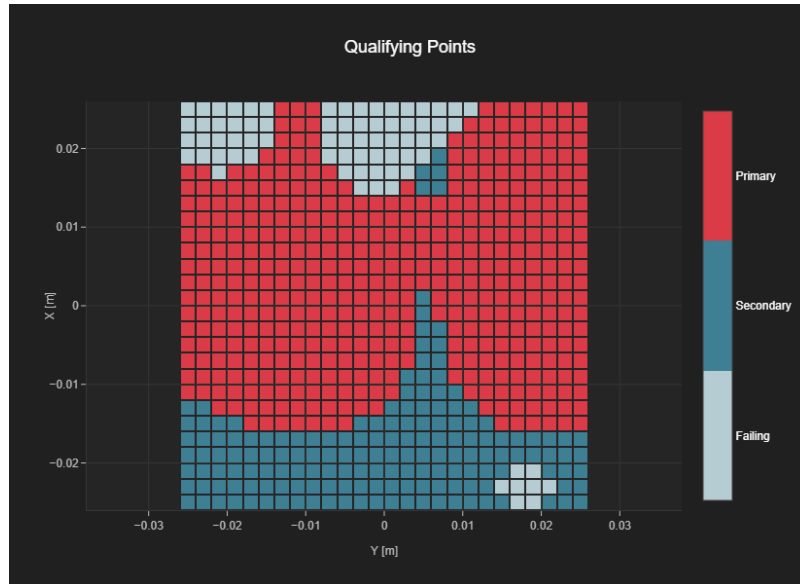 Qualifying Points
0.02
0.01
0
−0.01
−0.02
X [m]
−0.03
−0.02
−0.01
0
0.01
0.02
0.03
Y [m]
Primary
Secondary
Failing